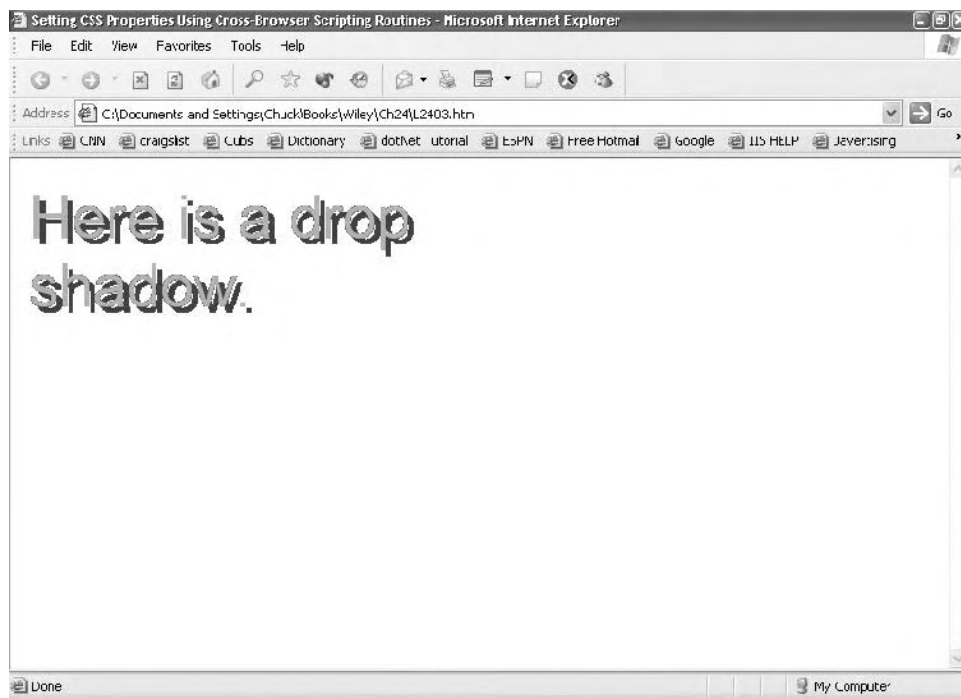 Setting CSS Properties Using Cross-Browser Scripting Routines - Microsoft Internet Explorer
File Edit View Favorites Tools Help
Address C:\Documents and Settings\Chuck\Books\Wiley\Ch24\L2403.htm Go
Links CNN craigslist Cubs Dictionary dotNet Tutorial ESPN Free Hotmail Google IIS HELP Javertising
Here is a drop
shadow.
Done My Computer